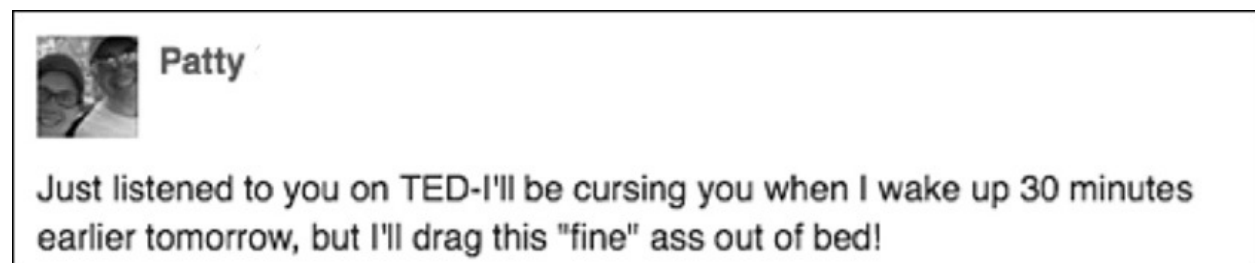 Patty
Just listened to you on TED-I'll be cursing you when I wake up 30 minutes
earlier tomorrow, but I'll drag this "fine" ass out of bed!